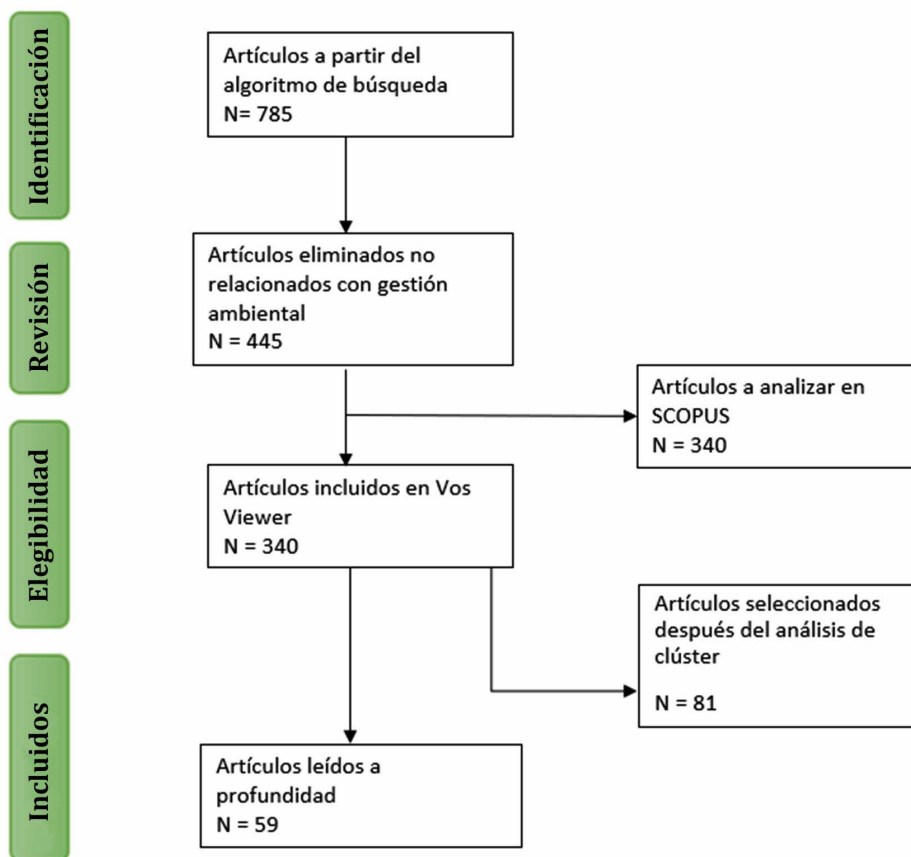 Identificación
Artículos a partir del
algoritmo de búsqueda
N= 785
Revisión
Artículos eliminados no
relacionados con gestión
ambiental
N = 445
Artículos a analizar en
SCOPUS
N = 340
Elegibilidad
Artículos incluidos en Vos
Viewer
N = 340
Artículos seleccionados
después del análisis de
clúster
N = 81
Incluidos
Artículos leídos a
profundidad
N = 59